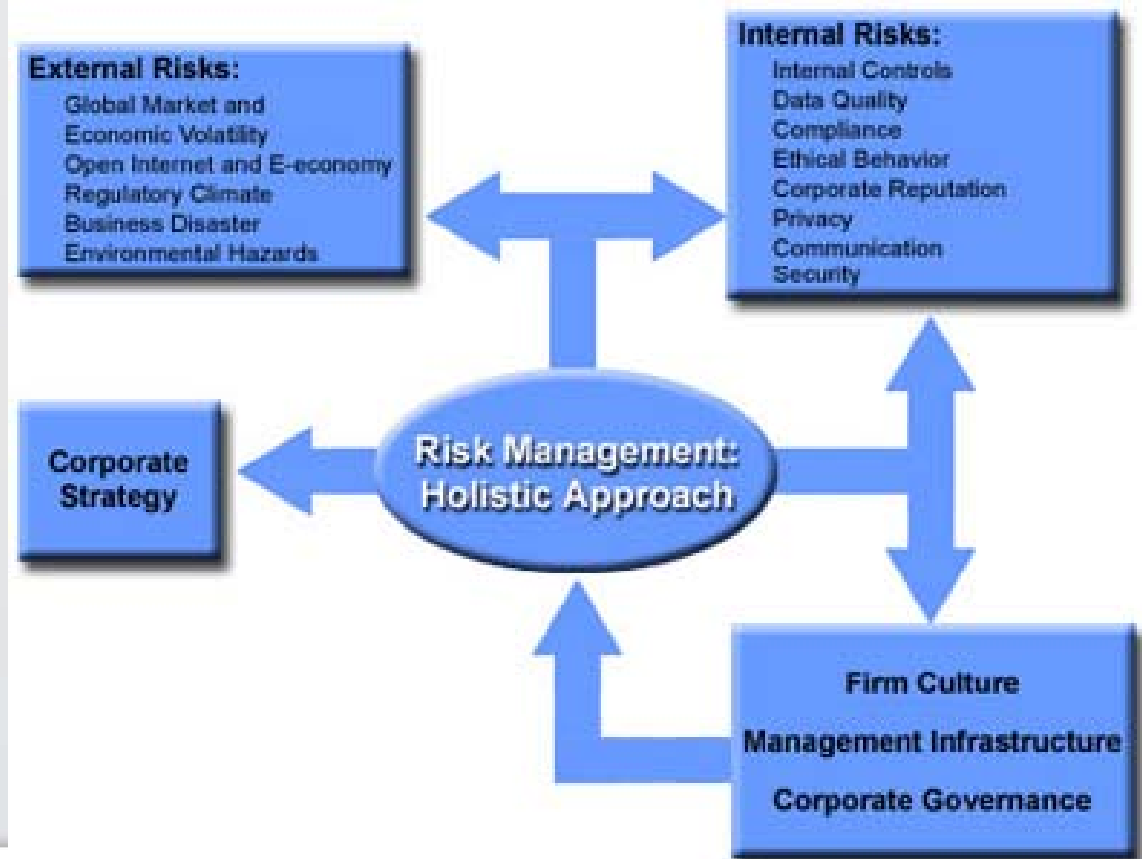 External Risks:
Global Market and
Economic Volatility
Open Internet and E-economy
Regulatory Climate
Business Disaster
Environmental Hazards
Internal Risks:
Internal Controls
Data Quality
Compliance
Ethical Behavior
Corporate Reputation
Privacy
Communication
Security
Corporate
Strategy
Risk Management:
Holistic Approach
Firm Culture
Management Infrastructure
Corporate Governance